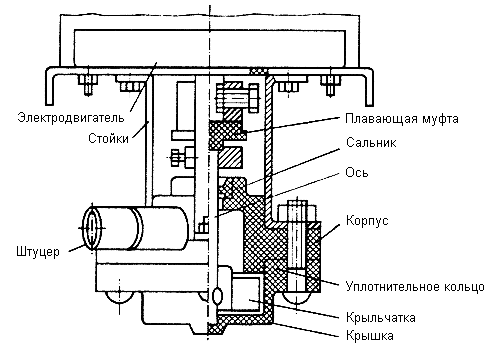 Электродвигатель
Стойки
Плавающая муфта
Сальник
Ось
Корпус
Штуцер
Уплотнительное кольцо
Крыльчатка
Крышка